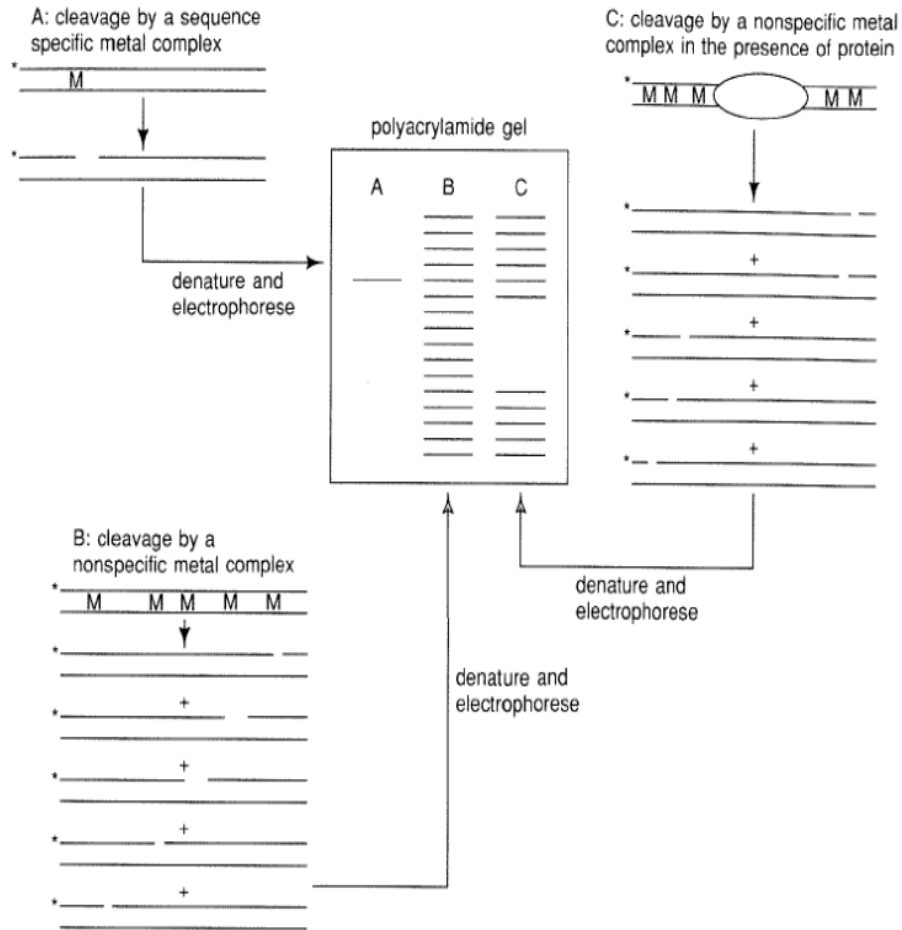 A: cleavage by a sequence
specific metal complex
*
M
*
denature and
electrophorese
polyacrylamide gel
A B C
C: cleavage by a nonspecific metal
complex in the presence of protein
*
M M M M M
*
+
*
+
*
+
*
+
*
denature and
electrophorese
B: cleavage by a
nonspecific metal complex
*
M M M M M
*
+
*
+
*
+
*
+
*
denature and
electrophorese